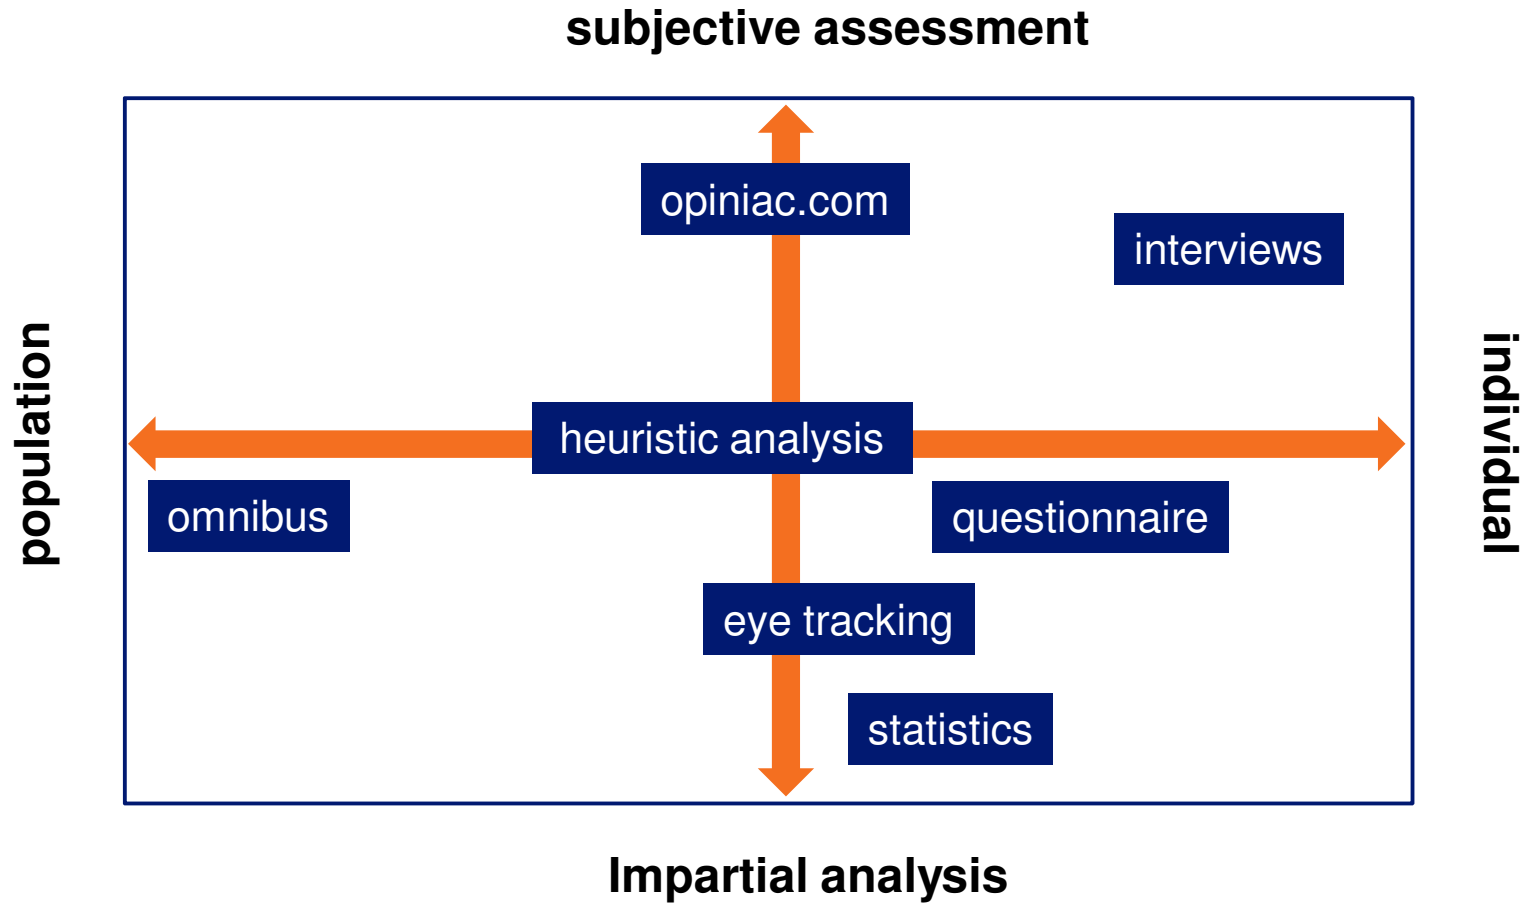 subjective assessment
opiniac.com
interviews
population
individual
heuristic analysis
omnibus
questionnaire
eye tracking
statistics
Impartial analysis